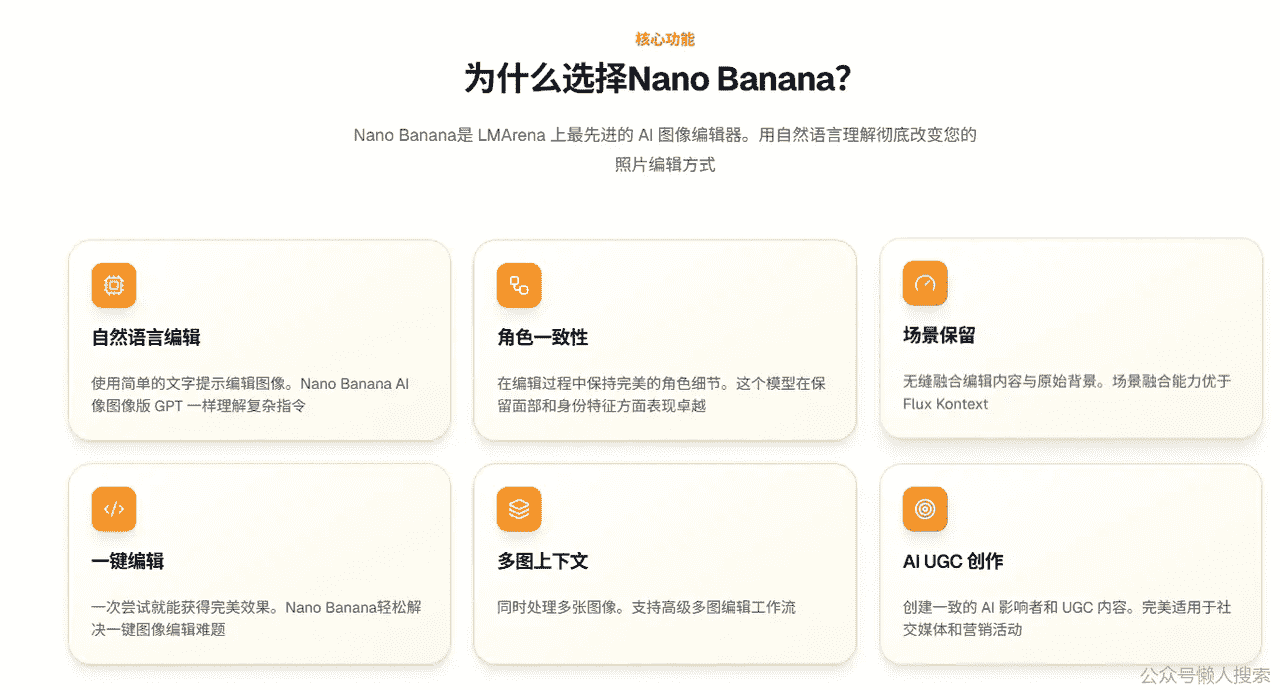 核心功能
为什么选择Nano Banana？
Nano Banana是 LMArena 上最先进的 AI 图像编辑器。用自然语言理解彻底改变您的
照片编辑方式
自然语言编辑
使用简单的文字提示编辑图像。Nano Banana AI
像图像版 GPT 一样理解复杂指令
角色一致性
在编辑过程中保持完美的角色细节。这个模型在保
留面部和身份特征方面表现卓越
场景保留
无缝融合编辑内容与原始背景。场景融合能力优于
Flux Kontext
一键编辑
一次尝试就能获得完美效果。Nano Banana轻松解
决一键图像编辑难题
多图上下文
同时处理多张图像。支持高级多图编辑工作流
AI UGC 创作
创建一致的 AI 影响者和 UGC 内容。完美适用于社
交媒体和营销活动
公众号懒人搜索